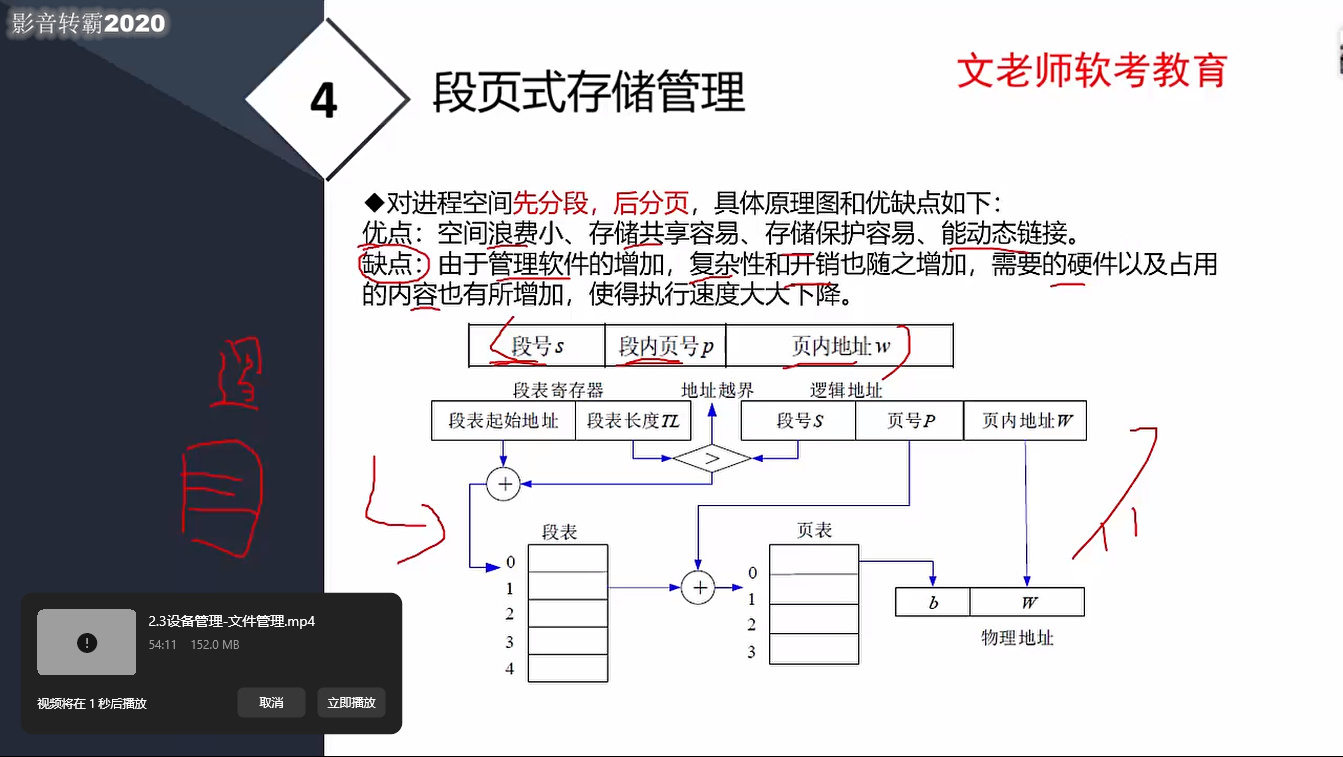 影音转霸2020
4
段页式存储管理
文老师软考教育
◆对进程空间先分段，后分页，具体原理图和优缺点如下：
优点：空间浪费小、存储共享容易、存储保护容易、能动态链接。
缺点：由于管理软件的增加，复杂性和开销也随之增加，需要的硬件以及占用
的内容也有所增加，使得执行速度大大下降。
段号s 段内页号p 页内地址w
段表寄存器 地址越界 逻辑地址
段表起始地址 段表长度TL 段号S 页号P 页内地址W
>
+
段表 页表
0
1
2
3
4
+
0
1
2
3
b W
物理地址
2.3设备管理-文件管理.mp4
54:11 152.0 MB
视频将在 1 秒后播放 取消 立即播放